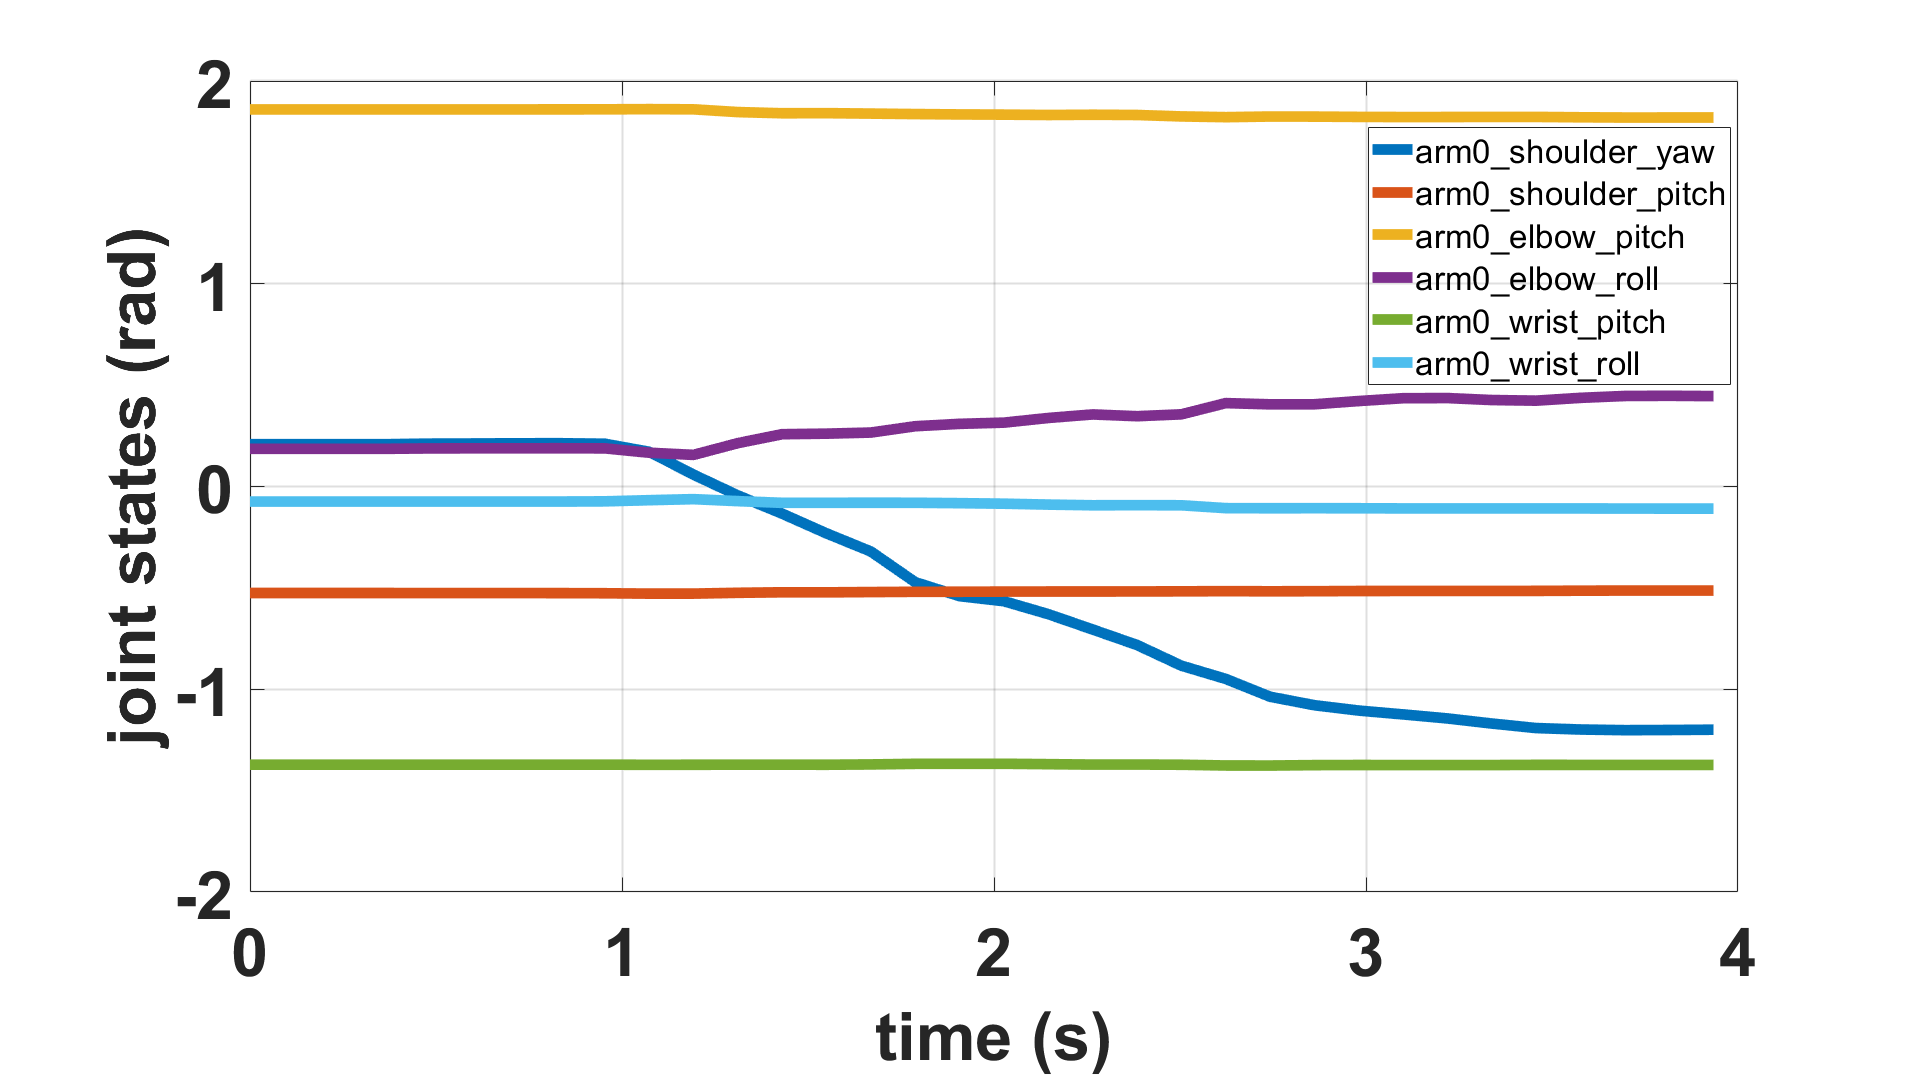 joint states (rad)
2
1
0
-1
-2
arm0_shoulder_yaw
arm0_shoulder_pitch
arm0_elbow_pitch
arm0_elbow_roll
arm0_wrist_pitch
arm0_wrist_roll
0 1 2 3 4
time (s)